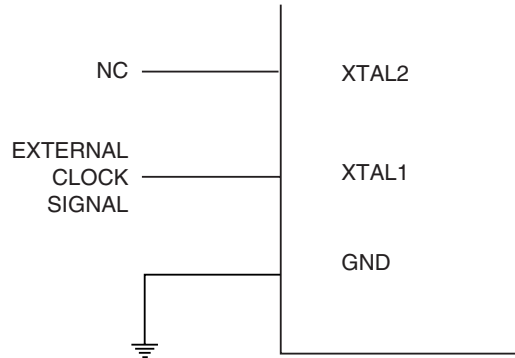 NC
XTAL2
EXTERNAL
CLOCK
SIGNAL
XTAL1
GND